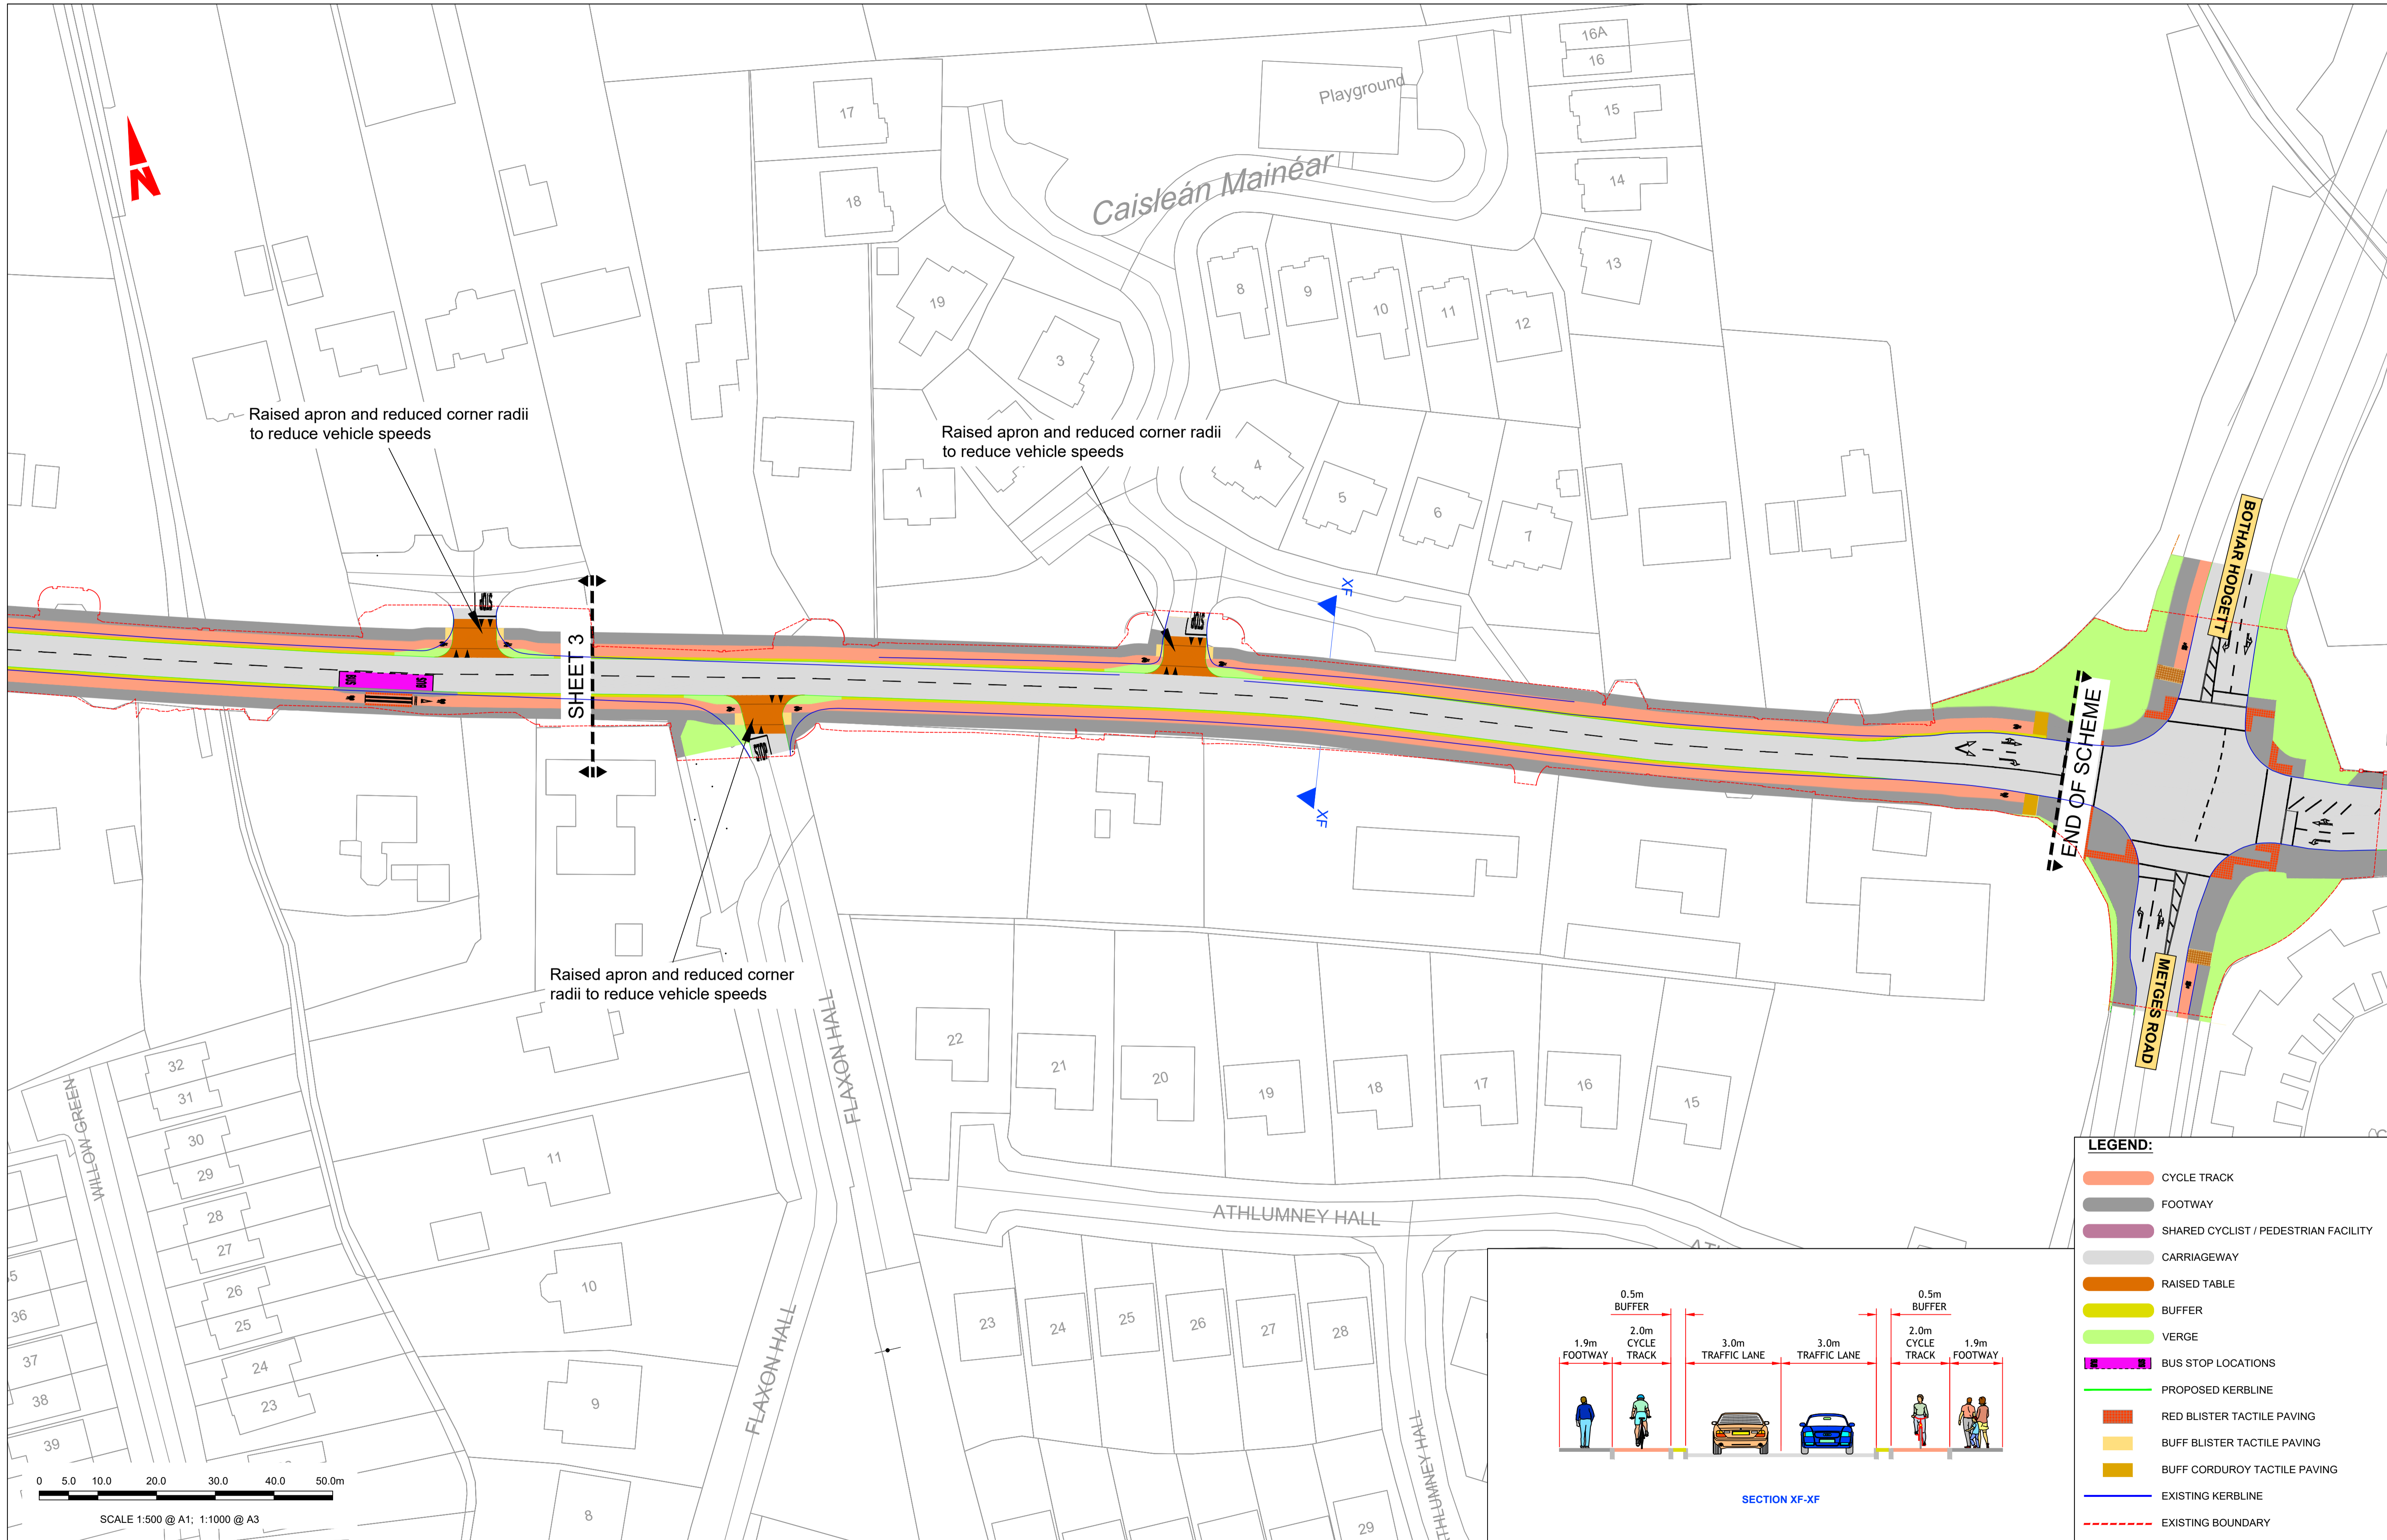 N
Playground
Caisleán Mainéar
16A
16
15
14
13
17
18
19
3
8
9
10
11
12
1
4
5
6
7
Raised apron and reduced corner radii
to reduce vehicle speeds
Raised apron and reduced corner radii
to reduce vehicle speeds
STOP
STOP
XF
BOTHAR HODGETT
SHEET 3
BUS
BUS
STOP
XF
END OF SCHEME
METGES ROAD
Raised apron and reduced corner
radii to reduce vehicle speeds
FLAXON HALL
WILLOW GREEN
32
31
30
29
28
27
26
25
24
23
36
37
38
39
11
10
9
8
FLAXON HALL
22
21
20
19
18
17
16
15
ATHLUMNEY HALL
23
24
25
26
27
28
29
0 5.0 10.0 20.0 30.0 40.0 50.0m
SCALE 1:500 @ A1; 1:1000 @ A3
0.5m
BUFFER
0.5m
BUFFER
1.9m
FOOTWAY
2.0m
CYCLE
TRACK
3.0m
TRAFFIC LANE
3.0m
TRAFFIC LANE
2.0m
CYCLE
TRACK
1.9m
FOOTWAY
SECTION XF-XF
LEGEND:
CYCLE TRACK
FOOTWAY
SHARED CYCLIST / PEDESTRIAN FACILITY
CARRIAGEWAY
RAISED TABLE
BUFFER
VERGE
BUS STOP LOCATIONS
PROPOSED KERBLINE
RED BLISTER TACTILE PAVING
BUFF BLISTER TACTILE PAVING
BUFF CORDUROY TACTILE PAVING
EXISTING KERBLINE
EXISTING BOUNDARY